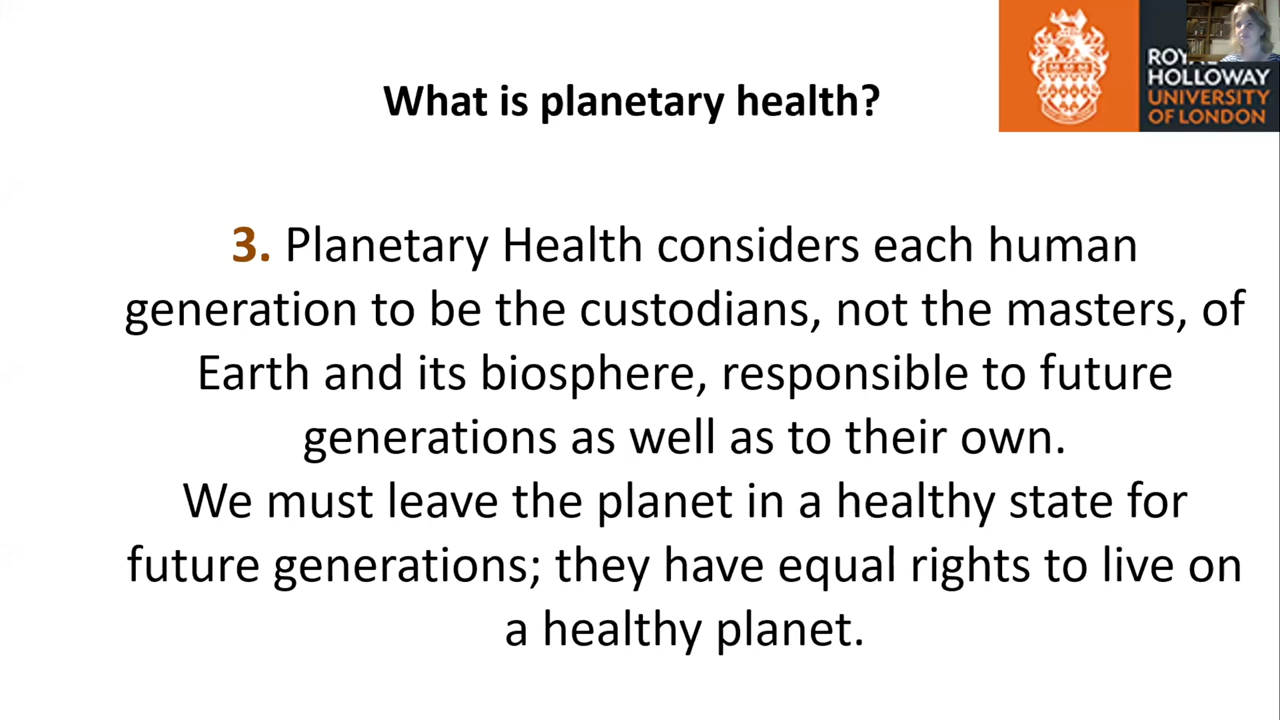 What is planetary health?
ROYAL
HOLLOWAY
UNIVERSITY
OF LONDON
3. Planetary Health considers each human
generation to be the custodians, not the masters, of
Earth and its biosphere, responsible to future
generations as well as to their own.
We must leave the planet in a healthy state for
future generations; they have equal rights to live on
a healthy planet.